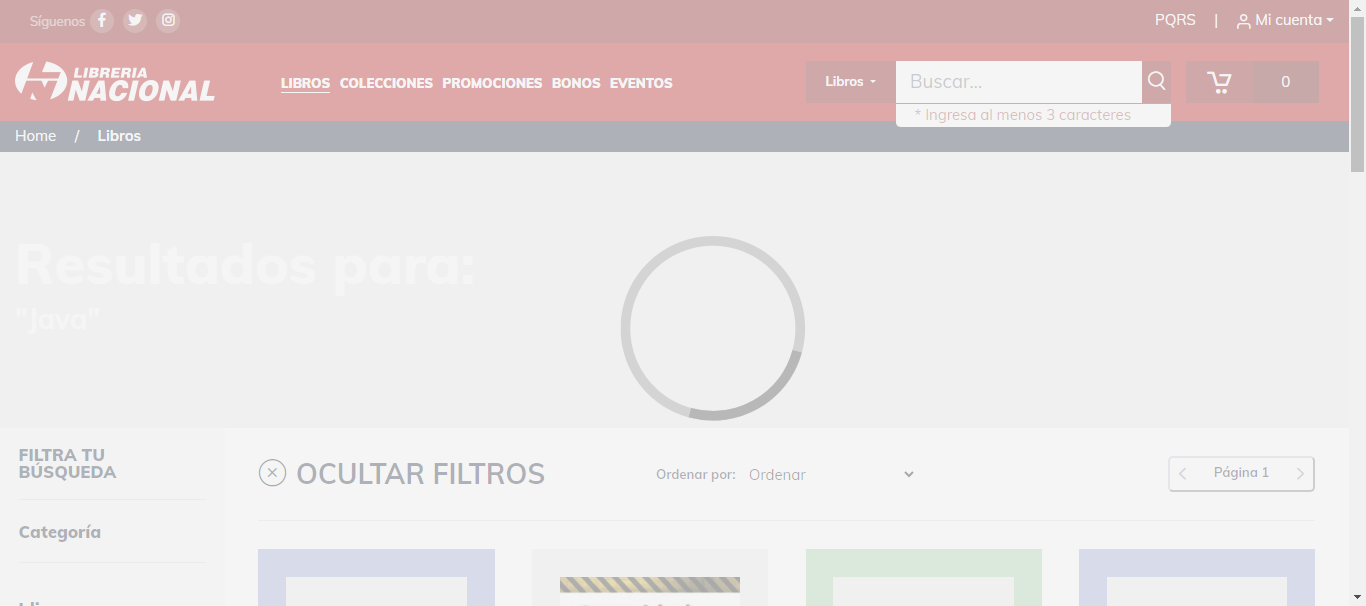 Síguenos
PQRS | Mi cuenta
LIBRERIA
NACIONAL
LIBROS COLECCIONES PROMOCIONES BONOS EVENTOS
Libros
Buscar...
0
* Ingresa al menos 3 caracteres
Home / Libros
Resultados para:
"Java"
FILTRA TU
BÚSQUEDA
OCULTAR FILTROS
Ordenar por: Ordenar
Página 1
Categoría